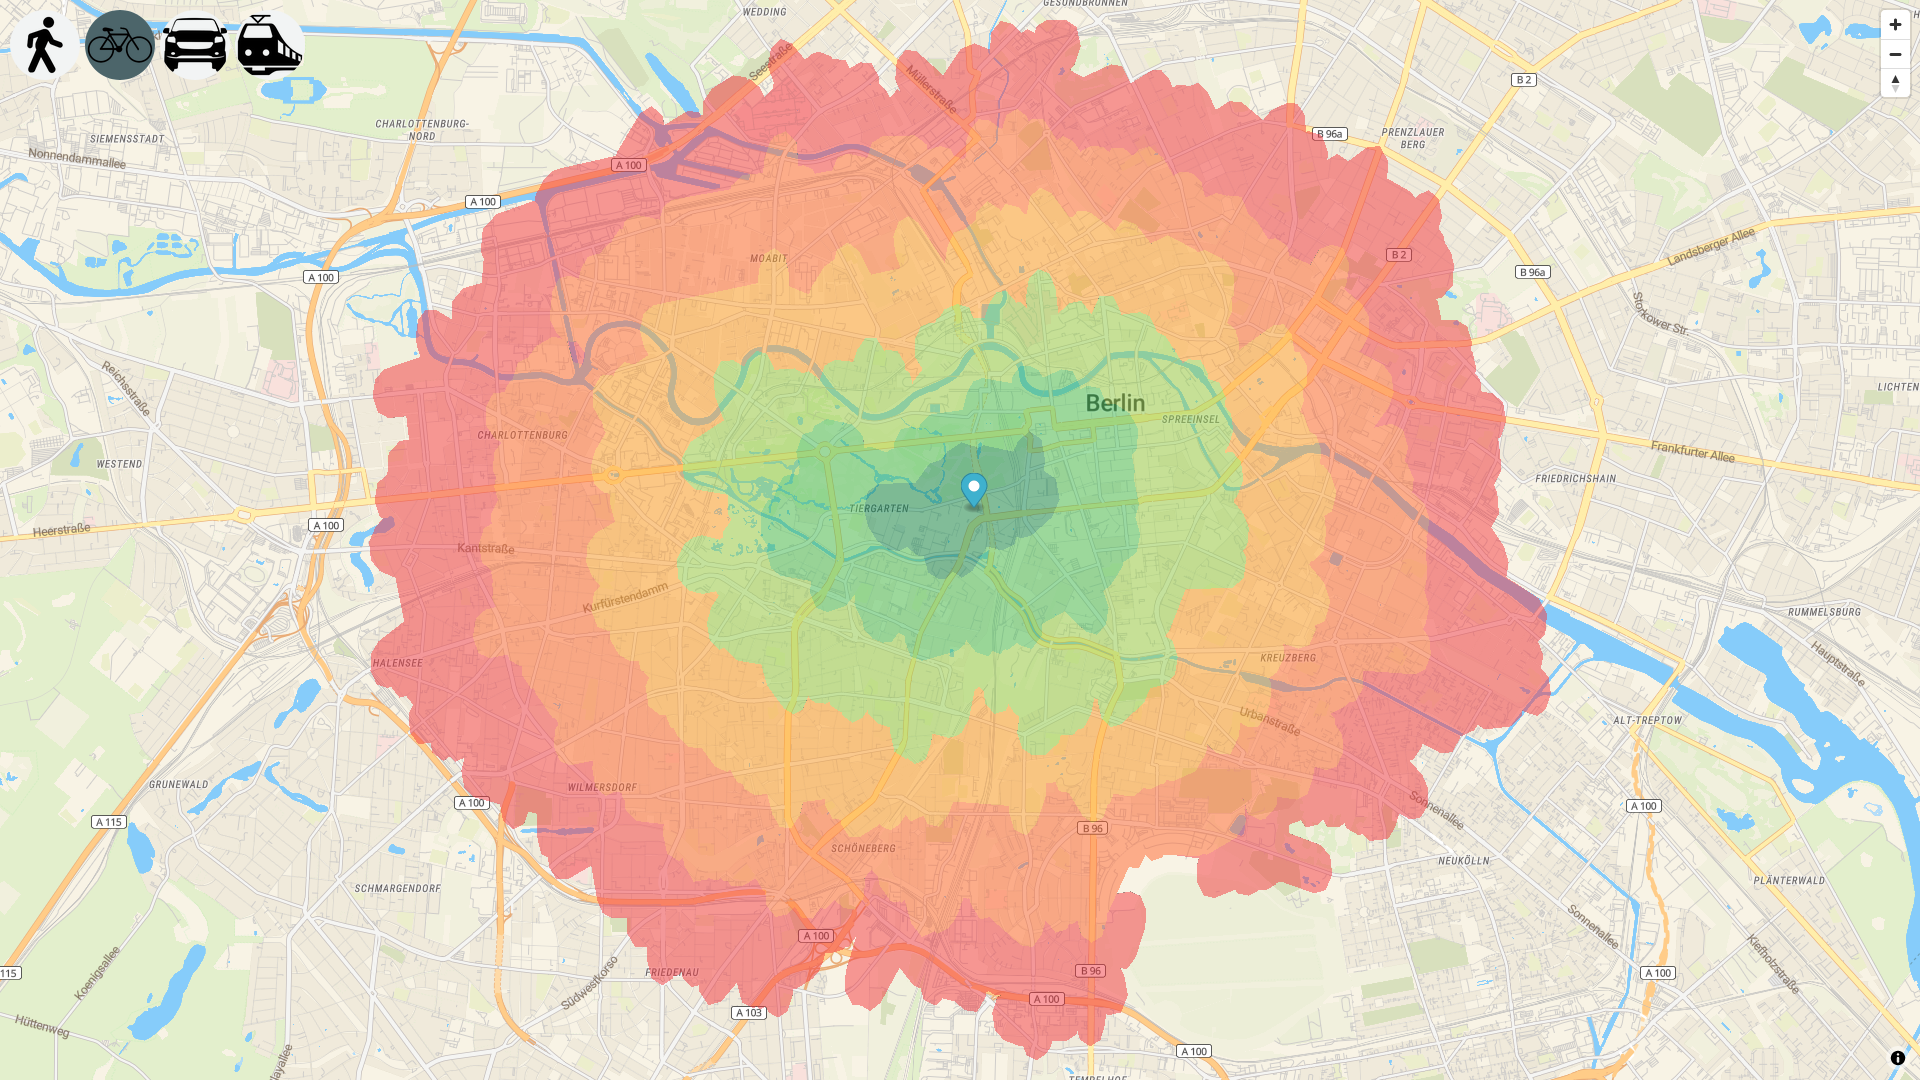 WEDDING
GESUNDBRUNNEN
Seestraße
Müllerstraße
B 2
CHARLOTTENBURG-
NORD
SIEMENSSTADT
Nonnendammallee
B 96a
PRENZLAUER
BERG
A 100
A 100
Landsberger Allee
MOABIT
B 2
B 96a
A 100
Storkower Str.
Reichsstraße
LICHTEN
Berlin
SPREEINSEL
CHARLOTTENBURG
Frankfurter Allee
WESTEND
FRIEDRICHSHAIN
TIERGARTEN
Heerstraße
A 100
Kantstraße
Kurfürstendamm
RUMMELSBURG
Hauptstraße
HALENSEE
KREUZBERG
Urbanstraße
ALT-TREPTOW
GRUNEWALD
WILMERSDORF
A 100
A 100
Sonnenallee
A 115
B 96
SCHÖNEBERG
NEUKÖLLN
SCHMARGENDORF
PLÄNTERWALD
Sonnenallee
A 100
Koenigsallee
Südwestkorso
FRIEDENAU
B 96
A 100
Kiefholzstraße
115
A 100
A 103
Hüttenweg
A 100
TEMPELHOF